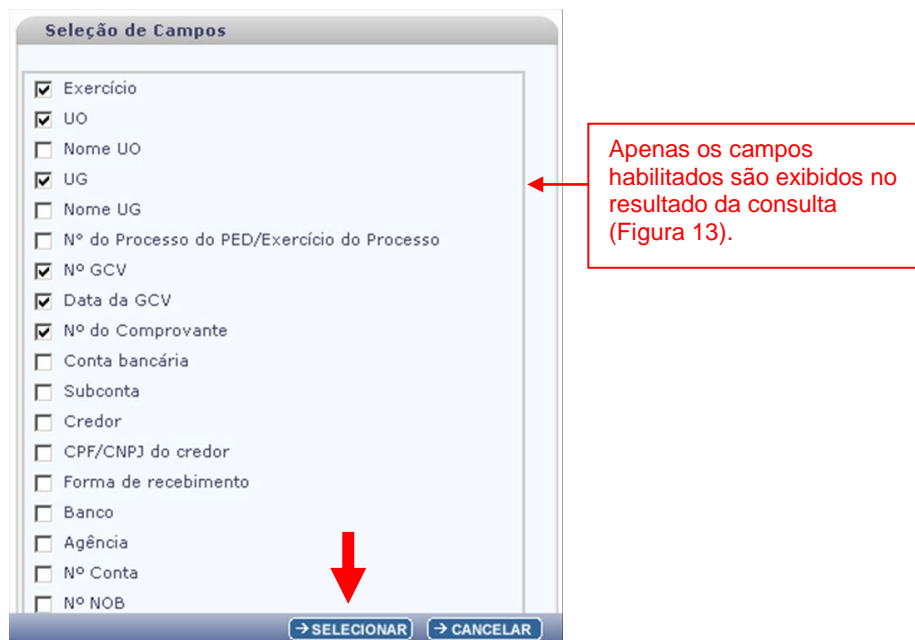 Seleção de Campos
Exercício
UO
Nome UO
UG
Nome UG
Nº do Processo do PED/Exercício do Processo
Nº GCV
Data da GCV
Nº do Comprovante
Conta bancária
Subconta
Credor
CPF/CNPJ do credor
Forma de recebimento
Banco
Agência
Nº Conta
Nº NOB
SELECIONAR
CANCELAR
Apenas os campos
habilitados são exibidos no
resultado da consulta
(Figura 13).